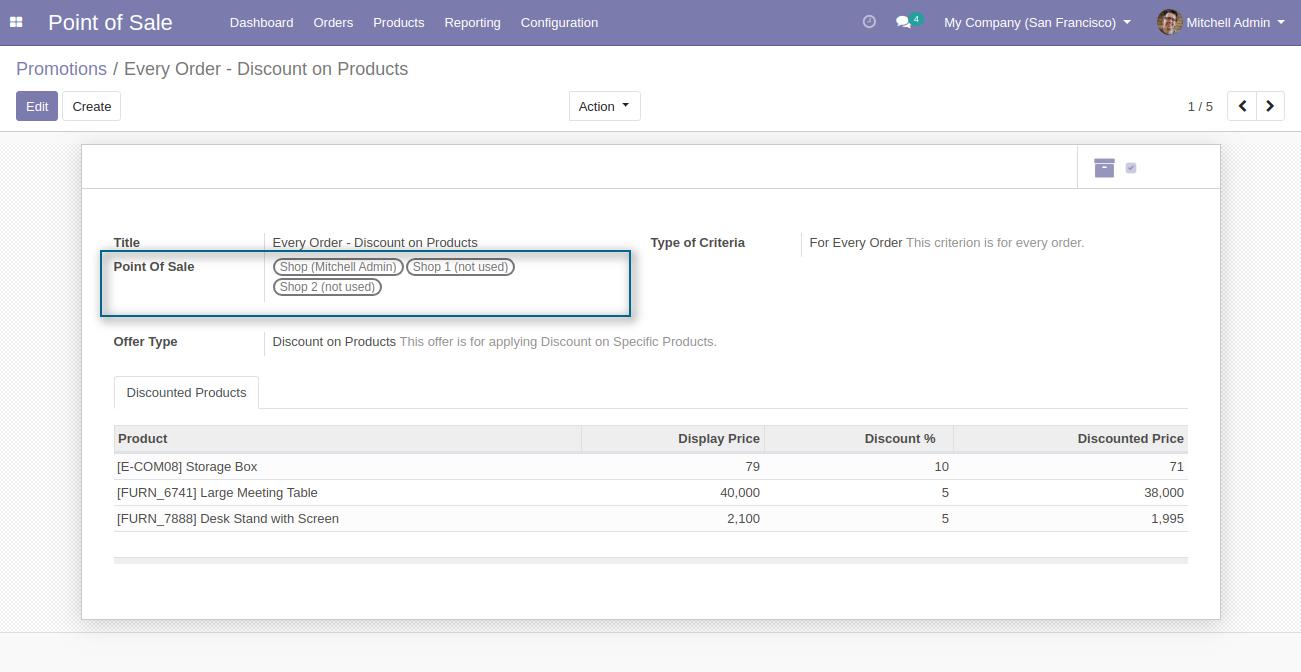 Point of Sale Dashboard Orders Products Reporting Configuration 4 My Company (San Francisco) Mitchell Admin
Promotions / Every Order - Discount on Products
Edit Create Action 1 / 5
Title Every Order - Discount on Products Type of Criteria For Every Order This criterion is for every order.
Point Of Sale Shop (Mitchell Admin) Shop 1 (not used)
Shop 2 (not used)
Offer Type Discount on Products This offer is for applying Discount on Specific Products.
Discounted Products
Product Display Price Discount % Discounted Price
[E-COM08] Storage Box 79 10 71
[FURN_6741] Large Meeting Table 40,000 5 38,000
[FURN_7888] Desk Stand with Screen 2,100 5 1,995